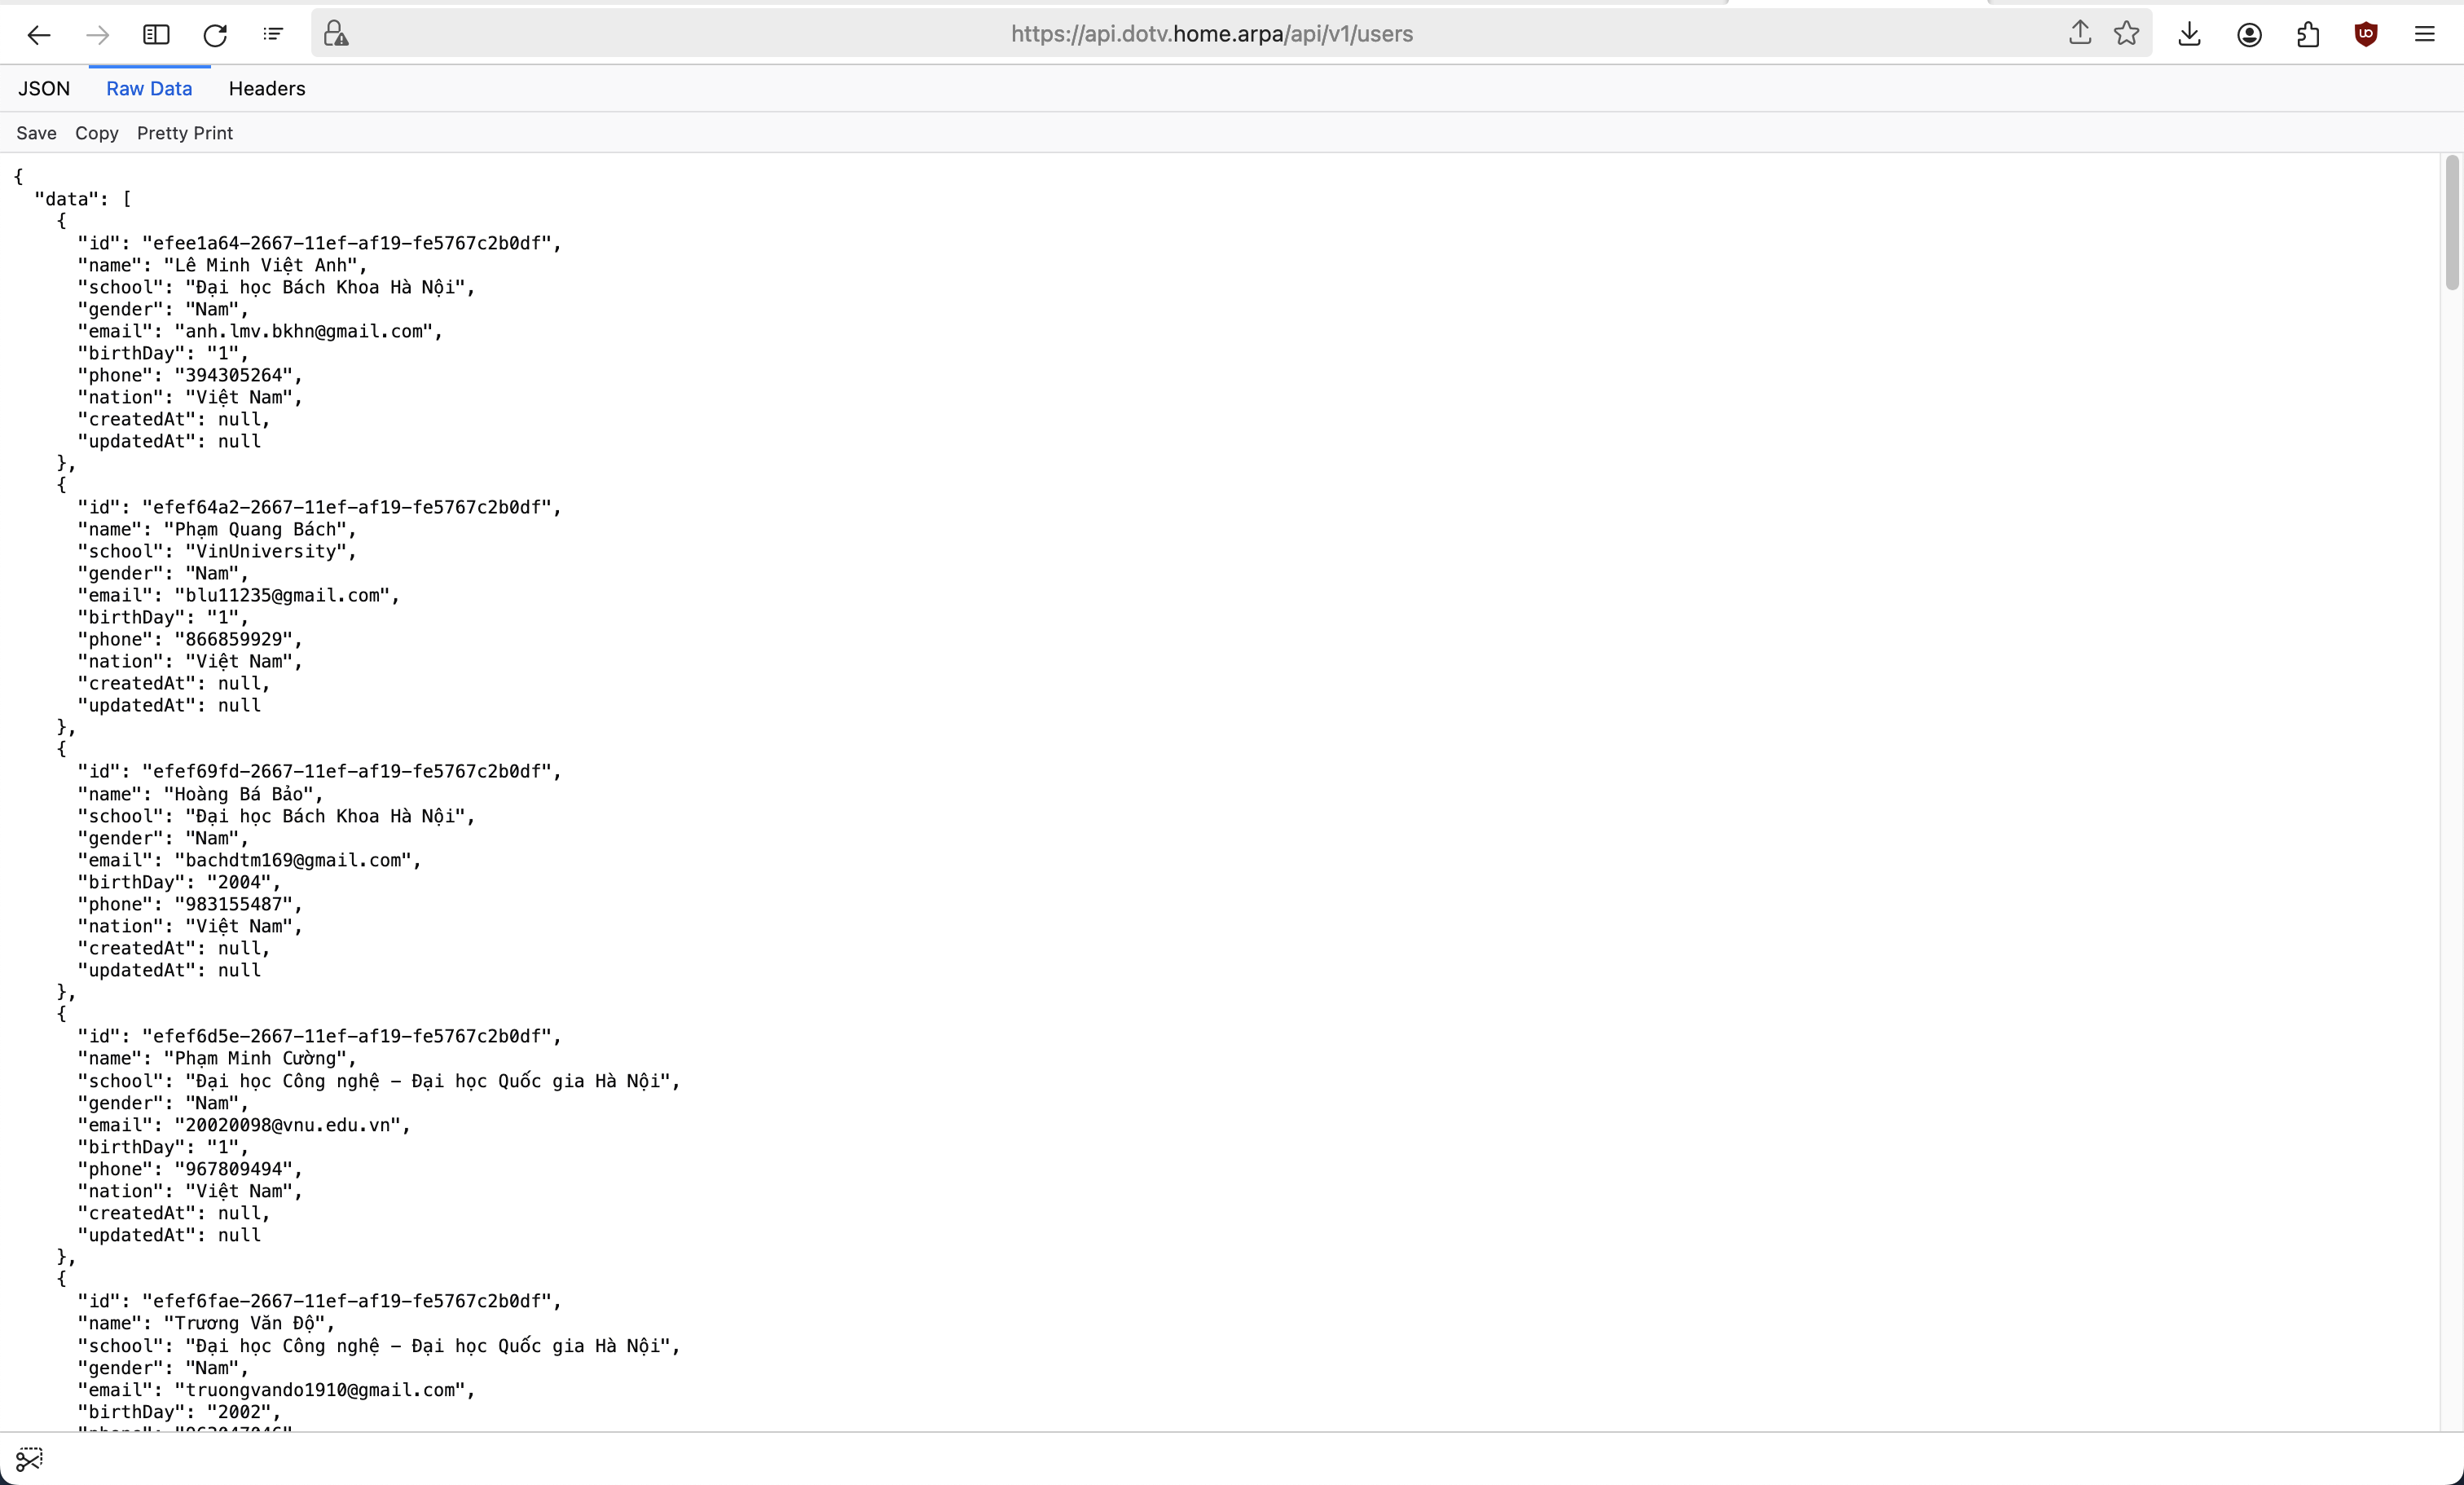 https://api.dotv.home.arpa/api/v1/users
JSON Raw Data Headers
Save Copy Pretty Print
{
"data": [
{
"id": "efee1a64-2667-11ef-af19-fe5767c2b0df",
"name": "Lê Minh Việt Anh",
"school": "Đại học Bách Khoa Hà Nội",
"gender": "Nam",
"email": "anh.lmv.bkhn@gmail.com",
"birthDay": "1",
"phone": "394305264",
"nation": "Việt Nam",
"createdAt": null,
"updatedAt": null
},
{
"id": "efef64a2-2667-11ef-af19-fe5767c2b0df",
"name": "Phạm Quang Bách",
"school": "VinUniversity",
"gender": "Nam",
"email": "blu11235@gmail.com",
"birthDay": "1",
"phone": "866859929",
"nation": "Việt Nam",
"createdAt": null,
"updatedAt": null
},
{
"id": "efef69fd-2667-11ef-af19-fe5767c2b0df",
"name": "Hoàng Bá Bảo",
"school": "Đại học Bách Khoa Hà Nội",
"gender": "Nam",
"email": "bachdtm169@gmail.com",
"birthDay": "2004",
"phone": "983155487",
"nation": "Việt Nam",
"createdAt": null,
"updatedAt": null
},
{
"id": "efef6d5e-2667-11ef-af19-fe5767c2b0df",
"name": "Phạm Minh Cường",
"school": "Đại học Công nghệ – Đại học Quốc gia Hà Nội",
"gender": "Nam",
"email": "20020098@vnu.edu.vn",
"birthDay": "1",
"phone": "967809494",
"nation": "Việt Nam",
"createdAt": null,
"updatedAt": null
},
{
"id": "efef6fae-2667-11ef-af19-fe5767c2b0df",
"name": "Trương Văn Độ",
"school": "Đại học Công nghệ – Đại học Quốc gia Hà Nội",
"gender": "Nam",
"email": "truongvando1910@gmail.com",
"birthDay": "2002",